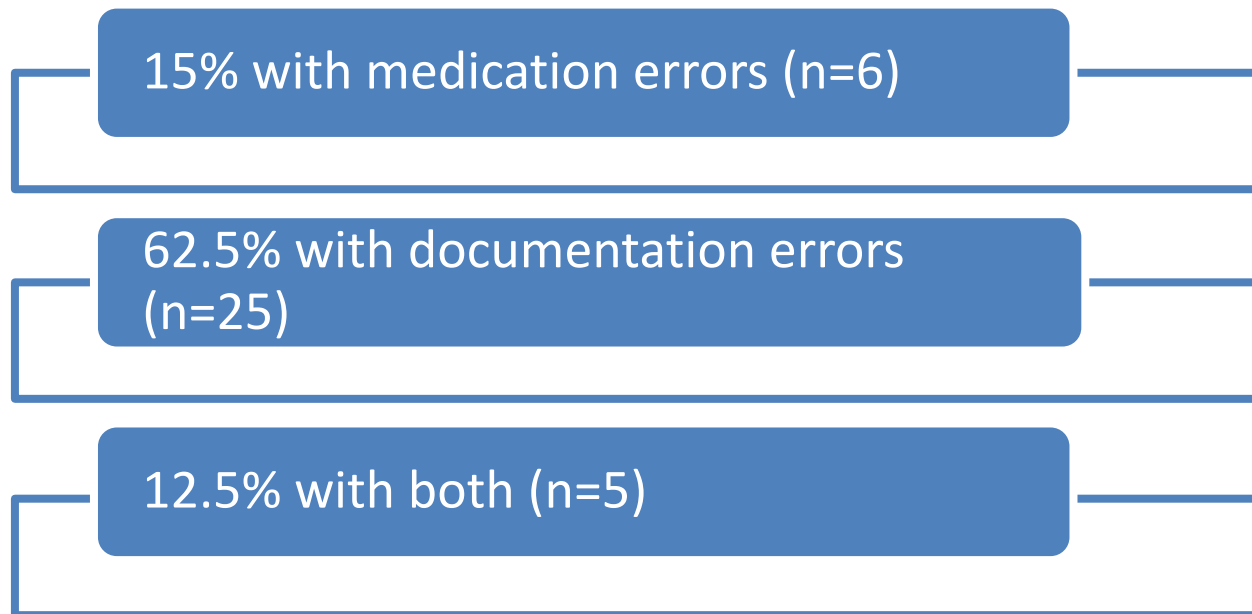 15% with medication errors (n=6)
62.5% with documentation errors
(n=25)
12.5% with both (n=5)